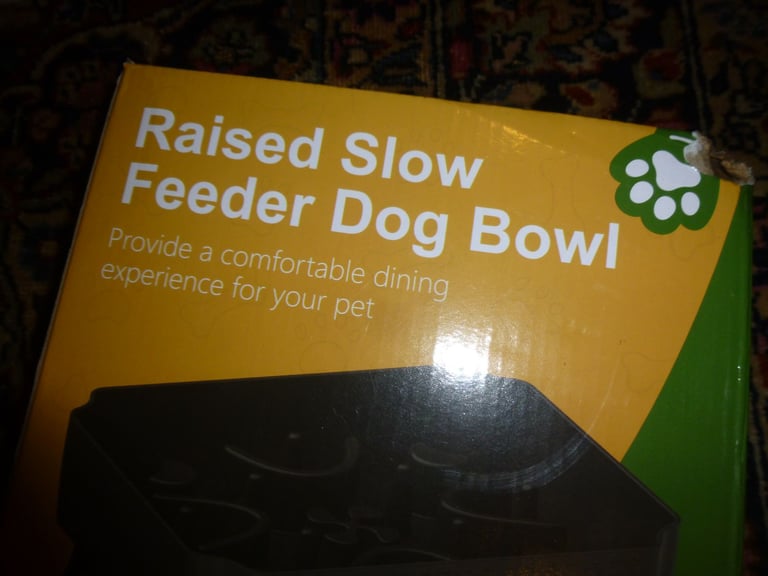 Raised Slow
Feeder Dog Bowl
Provide a comfortable dining
experience for your pet